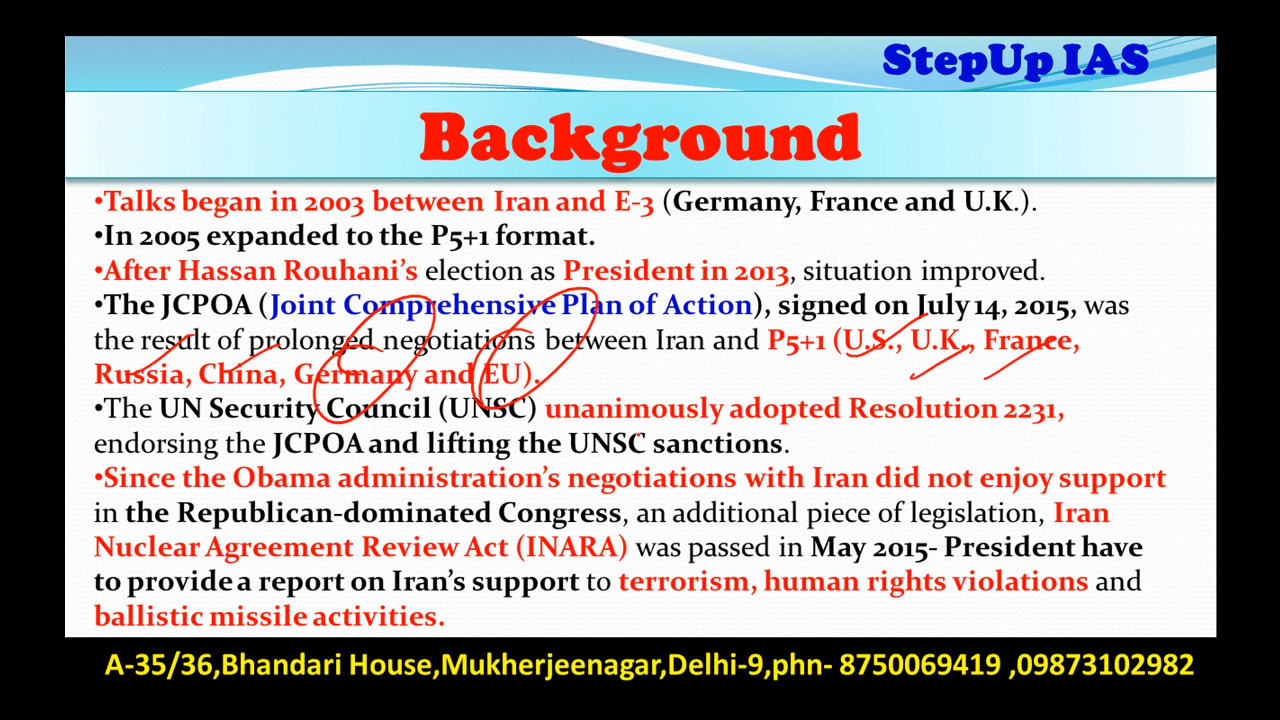 StepUp IAS
Background
•Talks began in 2003 between Iran and E-3 (Germany, France and U.K.).
•In 2005 expanded to the P5+1 format.
•After Hassan Rouhani's election as President in 2013, situation improved.
•The JCPOA (Joint Comprehensive Plan of Action), signed on July 14, 2015, was
the result of prolonged negotiations between Iran and P5+1 (U.S., U.K., France,
Russia, China, Germany and EU).
•The UN Security Council (UNSC) unanimously adopted Resolution 2231,
endorsing the JCPOA and lifting the UNSC sanctions.
•Since the Obama administration's negotiations with Iran did not enjoy support
in the Republican-dominated Congress, an additional piece of legislation, Iran
Nuclear Agreement Review Act (INARA) was passed in May 2015- President have
to provide a report on Iran's support to terrorism, human rights violations and
ballistic missile activities.
A-35/36,Bhandari House,Mukherjeenagar,Delhi-9,phn- 8750069419 ,09873102982